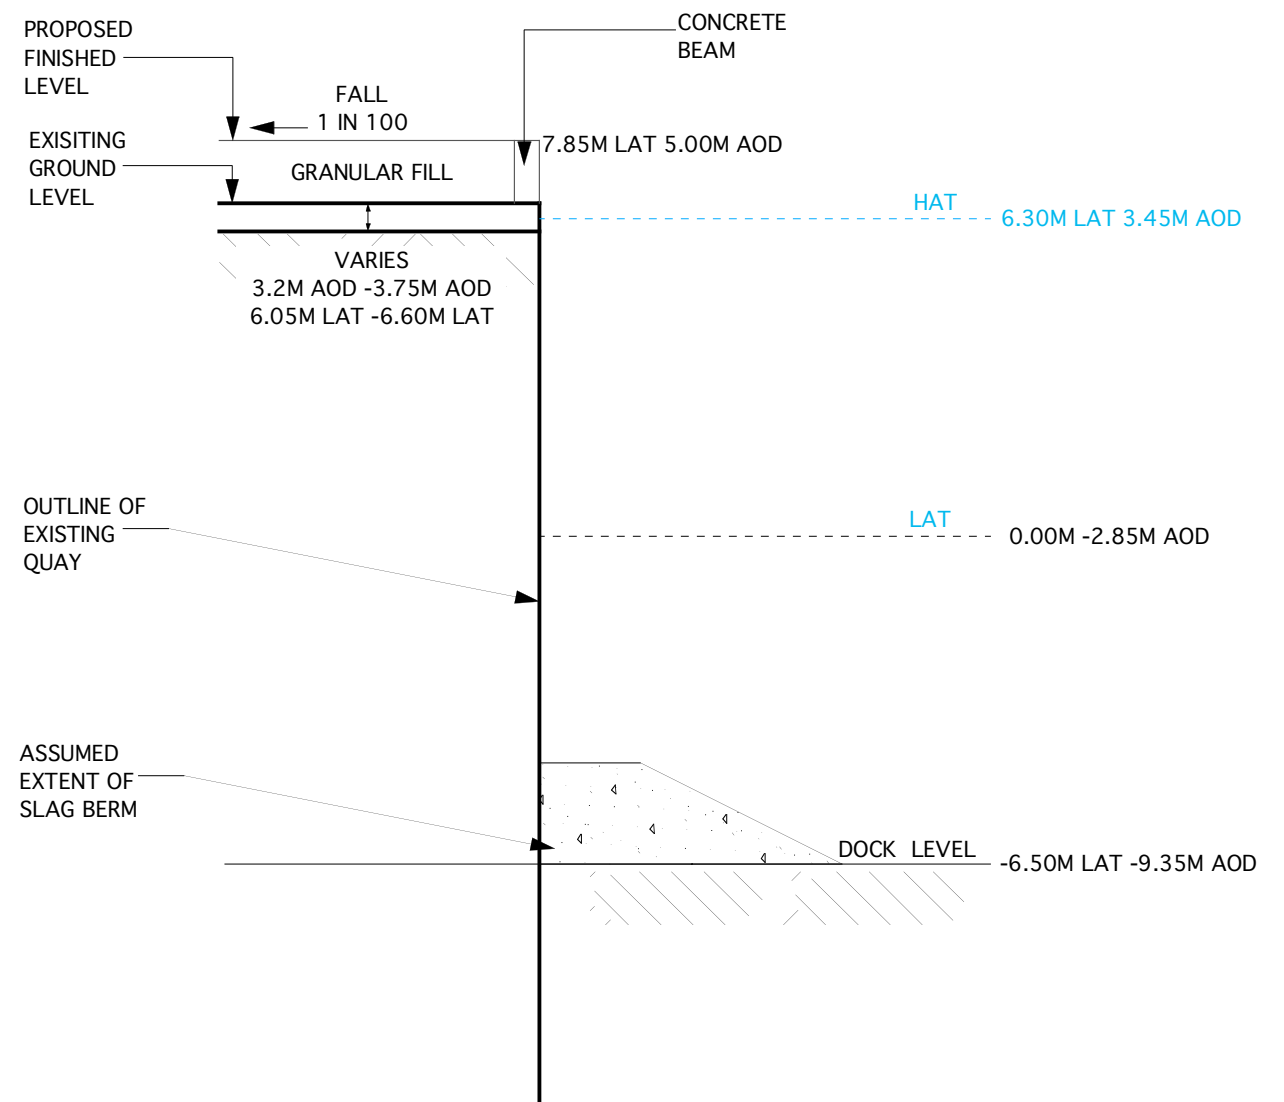 PROPOSED
FINISHED
LEVEL
CONCRETE
BEAM
FALL
1 IN 100
EXISITING
GROUND
LEVEL
7.85M LAT 5.00M AOD
GRANULAR FILL
HAT
6.30M LAT 3.45M AOD
VARIES
3.2M AOD -3.75M AOD
6.05M LAT -6.60M LAT
OUTLINE OF
EXISTING
QUAY
LAT
0.00M -2.85M AOD
ASSUMED
EXTENT OF
SLAG BERM
DOCK LEVEL
-6.50M LAT -9.35M AOD